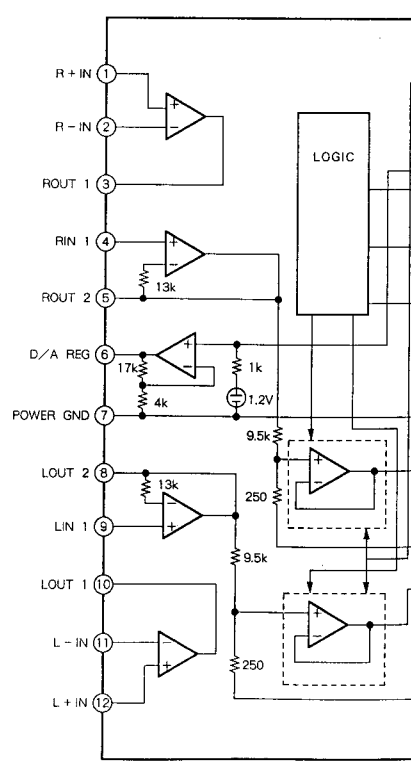 R+IN 1
R-IN 2
LOGIC
ROUT 1 3
RIN 1 4
13k
ROUT 2 5
D/A REG 6
17k
1k
4k
1.2V
POWER GND 7
9.5k
LOUT 2 8
13k
250
LIN 1 9
9.5k
LOUT 1 10
L-IN 11
250
L+IN 12